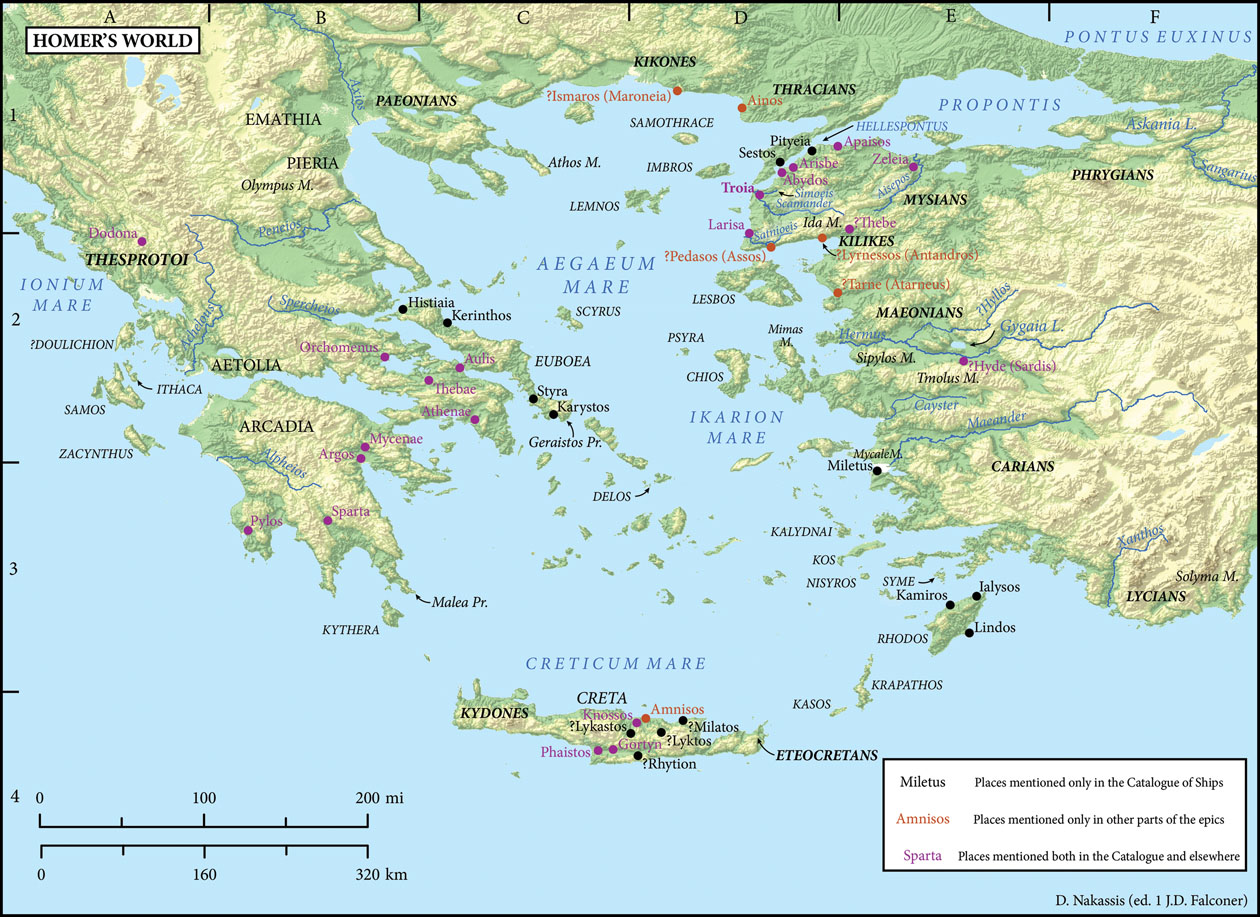 A
B
C
D
E
F
HOMER'S WORLD
PONTUS EUXINUS
KIKONES
Axios
PAEONIANS
?Ismaros (Maroneia)
Ainos
THRACIANS
PROPONTIS
1
EMATHIA
SAMOTHRACE
HELLESPONTUS
Askania L.
Pityeia
Apaisos
Sestos
PIERIA
Athos M.
IMBROS
Arisbe
Zeleia
Abydos
Sangarius
PHRYGIANS
Olympus M.
Troia
Simoeis
Aisepos
Scamander
MYSIANS
LEMNOS
Peneios
Dodona
Larisa
Satnioeis
Ida M.
?Thebe
KILIKES
THESPROTOI
?Pedasos (Assos)
?Lyrnessos (Antandros)
AEGAEUM
MARE
IONIUM
MARE
?Tarne (Atarneus)
LESBOS
Spercheios
Histiaia
Kerinthos
SCYRUS
MAEONIANS
?Hyllos
Gygaia L.
2
Achelous
Hermus
PSYRA
Mimas
M.
?DOULICHION
Orchomenus
Aulis
EUBOEA
Sipylos M.
?Hyde (Sardis)
AETOLIA
Tmolus M.
CHIOS
ITHACA
Thebae
Styra
Karystos
SAMOS
Athenae
Cayster
IKARION
MARE
Maeander
ARCADIA
Mycenae
Geraistos Pr.
Argos
ZACYNTHUS
Alpheios
MycaleM.
Miletus
CARIANS
DELOS
Sparta
Pylos
KALYDNAI
Xanthos
3
KOS
NISYROS
SYME
Solyma M.
Kamiros
Ialysos
LYCIANS
Malea Pr.
KYTHERA
Lindos
RHODOS
CRETICUM MARE
KRAPATHOS
CRETA
KASOS
KYDONES
Knossos
Amnisos
?Lykastos
?Milatos
?Lyktos
Phaistos
Gortyn
?Rhytion
ETEOCRETANS
4
0 100 200 mi
0 160 320 km
Miletus Places mentioned only in the Catalogue of Ships
Amnisos Places mentioned only in other parts of the epics
Sparta Places mentioned both in the Catalogue and elsewhere
D. Nakassis (ed. 1 J.D. Falconer)